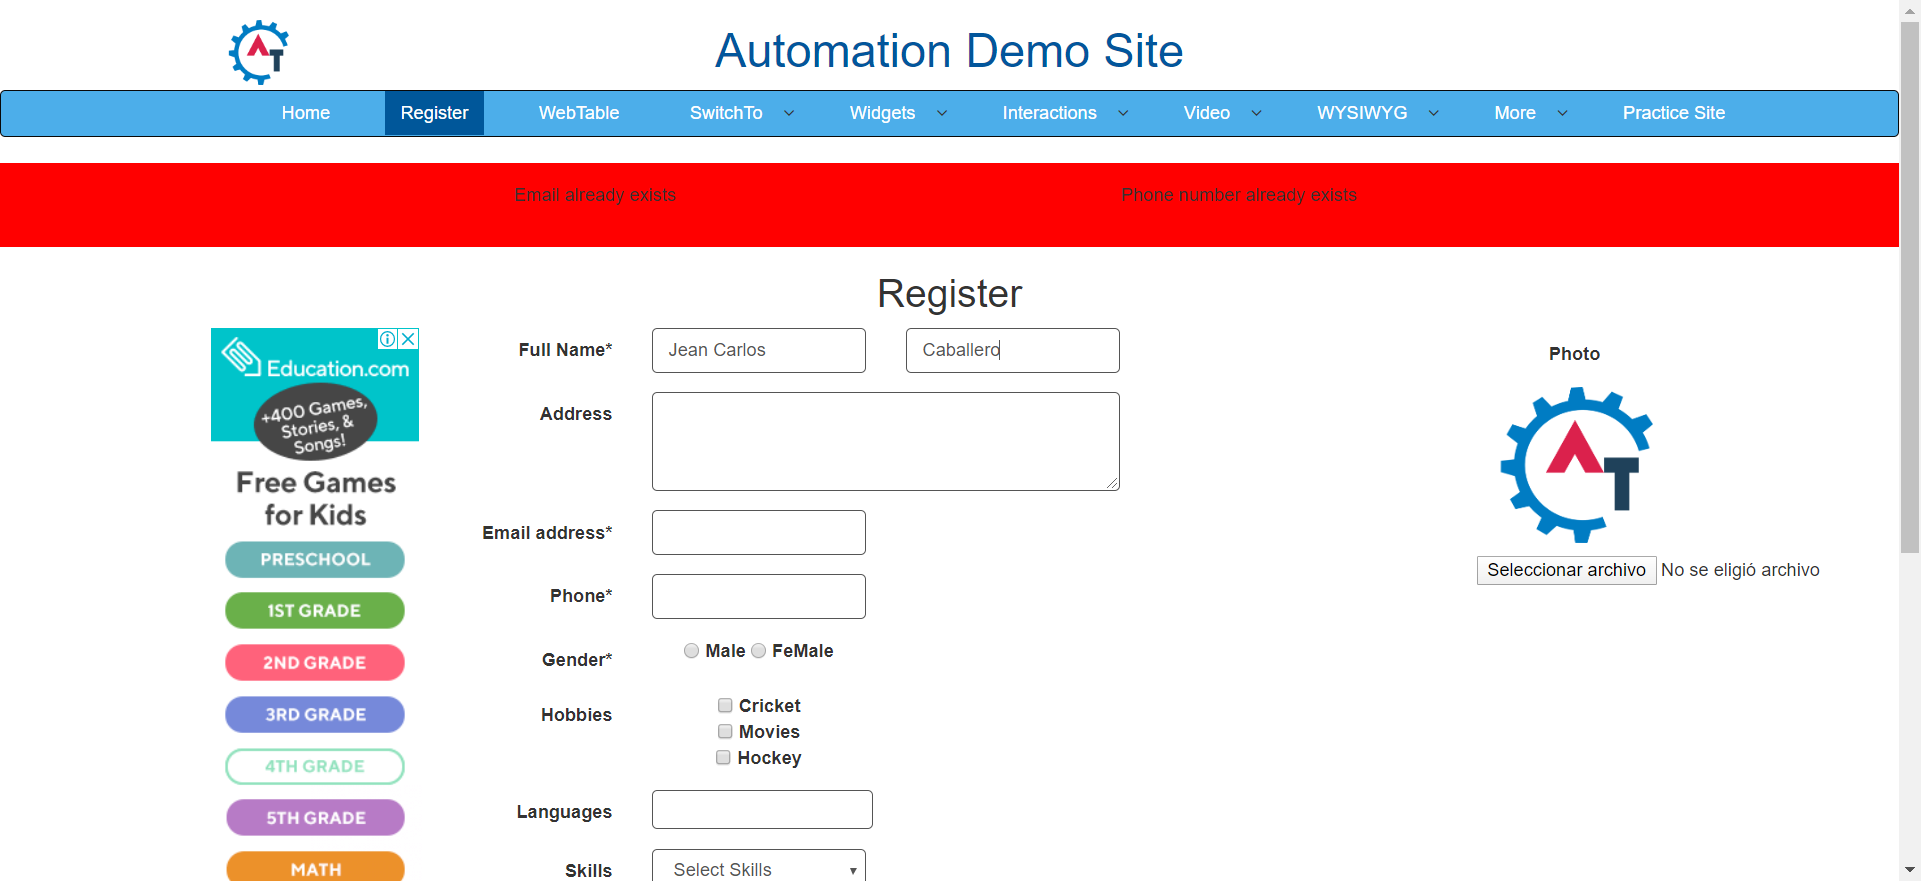 Automation Demo Site
Home Register WebTable SwitchTo Widgets Interactions Video WYSIWYG More Practice Site
Email already exists Phone number already exists
Register
Education.com
+400 Games,
Stories, &
Songs!
Free Games
for Kids
PRESCHOOL
1ST GRADE
2ND GRADE
3RD GRADE
4TH GRADE
5TH GRADE
MATH
Full Name* Jean Carlos Caballero
Address
Email address*
Phone*
Gender* Male FeMale
Hobbies Cricket
Movies
Hockey
Languages
Skills Select Skills
Photo
AT
Seleccionar archivo No se eligió archivo